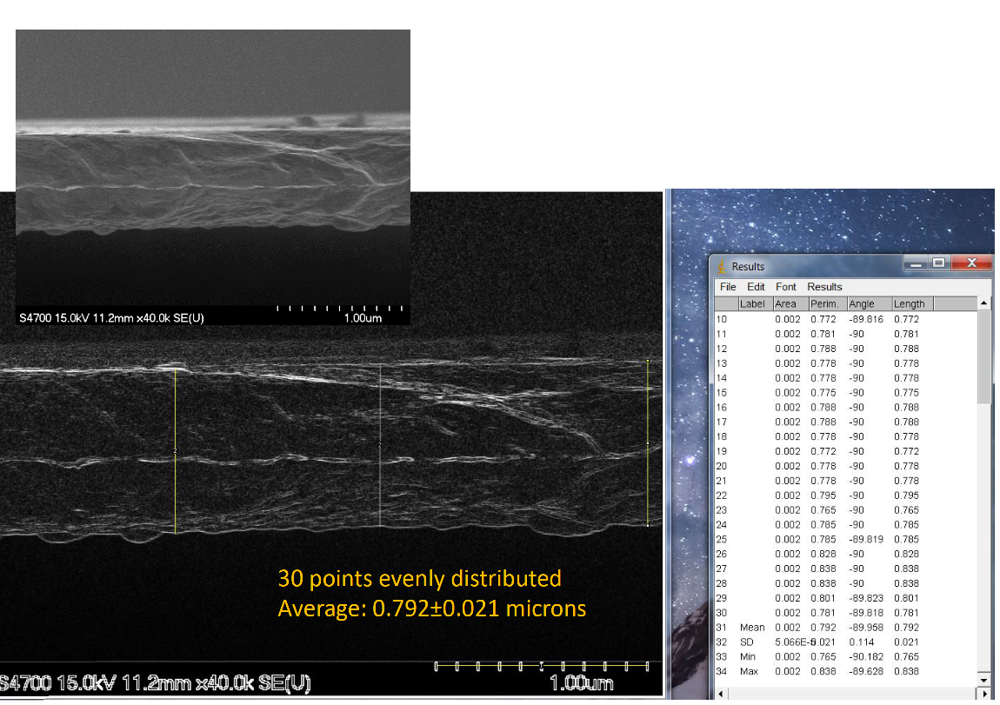 S4700 15.0kV 11.2mm x40.0k SE(U) 1.00um
2
2
30 points evenly distributed
Average: 0.792±0.021 microns
S4700 15.0kV 11.2mm x40.0k SE(U) 1.00um
Results
File Edit Font Results
Label Area Perim. Angle Length
10 0.002 0.772 -89.816 0.772
11 0.002 0.781 -90 0.781
12 0.002 0.788 -90 0.788
13 0.002 0.778 -90 0.778
14 0.002 0.778 -90 0.778
15 0.002 0.775 -90 0.775
16 0.002 0.788 -90 0.788
17 0.002 0.788 -90 0.788
18 0.002 0.778 -90 0.778
19 0.002 0.772 -90 0.772
20 0.002 0.778 -90 0.778
21 0.002 0.778 -90 0.778
22 0.002 0.795 -90 0.795
23 0.002 0.765 -90 0.765
24 0.002 0.785 -90 0.785
25 0.002 0.785 -89.819 0.785
26 0.002 0.828 -90 0.828
27 0.002 0.838 -90 0.838
28 0.002 0.838 -90 0.838
29 0.002 0.801 -89.823 0.801
30 0.002 0.781 -89.818 0.781
31 Mean 0.002 0.792 -89.958 0.792
32 SD 5.066E-5 0.021 0.114 0.021
33 Min 0.002 0.765 -90.182 0.765
34 Max 0.002 0.838 -89.628 0.838